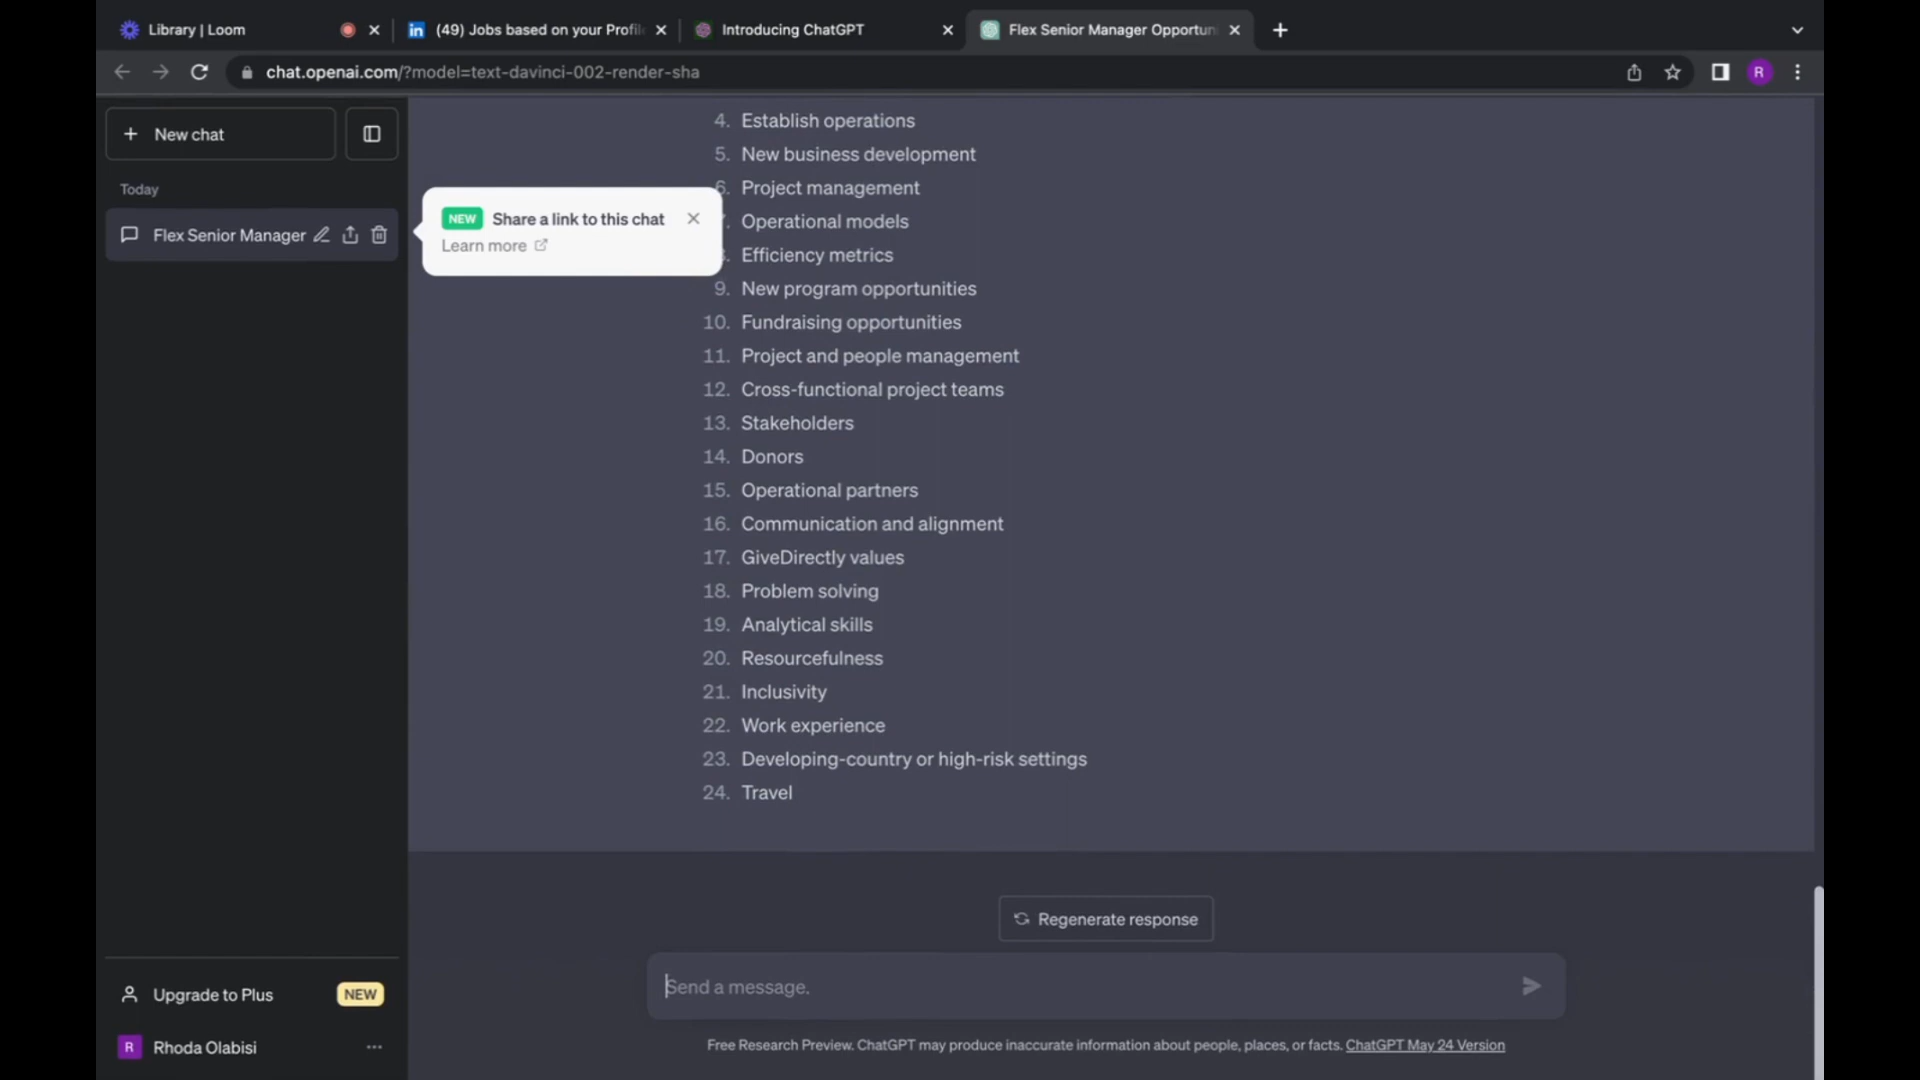 Library | Loom
(49) Jobs based on your Profil
Introducing ChatGPT
Flex Senior Manager Opportun
chat.openai.com/?model=text-davinci-002-render-sha
R
New chat
Today
Flex Senior Manager
NEW Share a link to this chat
Learn more
4. Establish operations
5. New business development
6. Project management
7. Operational models
8. Efficiency metrics
9. New program opportunities
10. Fundraising opportunities
11. Project and people management
12. Cross-functional project teams
13. Stakeholders
14. Donors
15. Operational partners
16. Communication and alignment
17. GiveDirectly values
18. Problem solving
19. Analytical skills
20. Resourcefulness
21. Inclusivity
22. Work experience
23. Developing-country or high-risk settings
24. Travel
Regenerate response
Send a message.
Free Research Preview. ChatGPT may produce inaccurate information about people, places, or facts. ChatGPT May 24 Version
Upgrade to Plus NEW
R Rhoda Olabisi